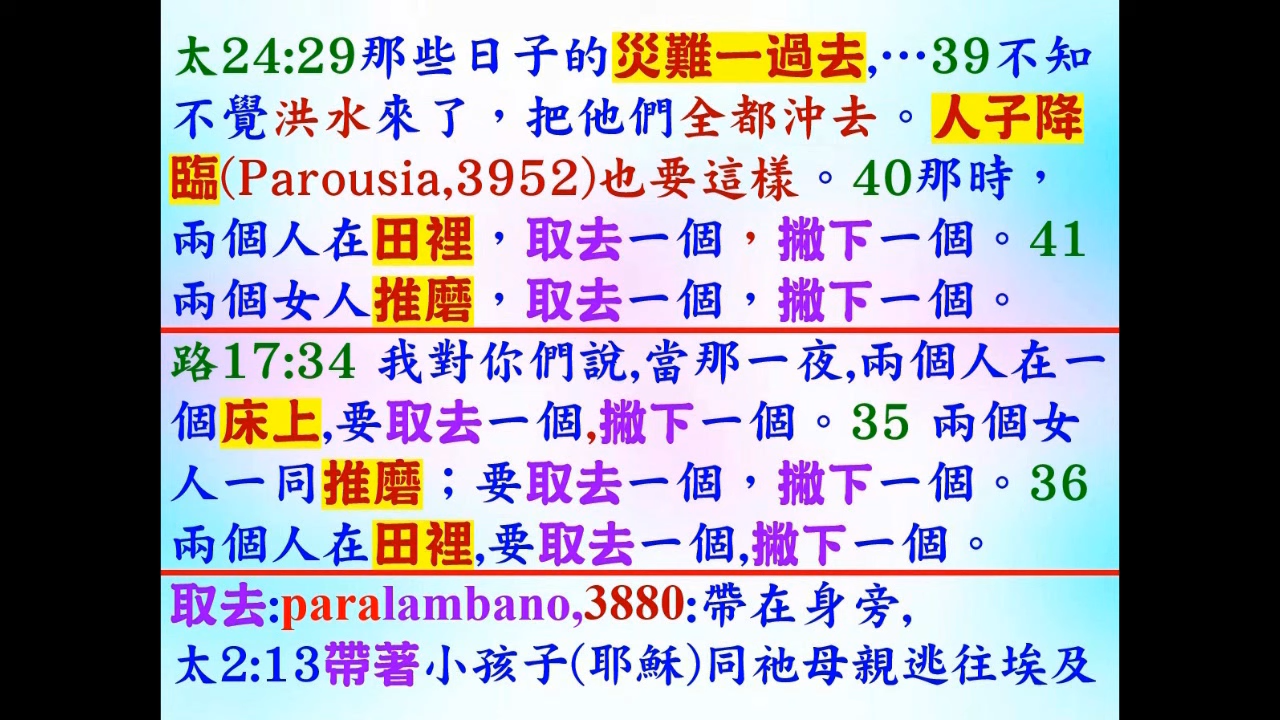 太24:29那些日子的災難一過去,…39不知
不覺洪水來了，把他們全都沖去。人子降
臨(Parousia,3952)也要這樣。40那時，
兩個人在田裡，取去一個，撇下一個。41
兩個女人推磨，取去一個，撇下一個。
路17:34 我對你們說,當那一夜,兩個人在一
個床上,要取去一個,撇下一個。35 兩個女
人一同推磨；要取去一個，撇下一個。36
兩個人在田裡,要取去一個,撇下一個。
取去:paralambano,3880:帶在身旁,
太2:13帶著小孩子(耶穌)同祂母親逃往埃及